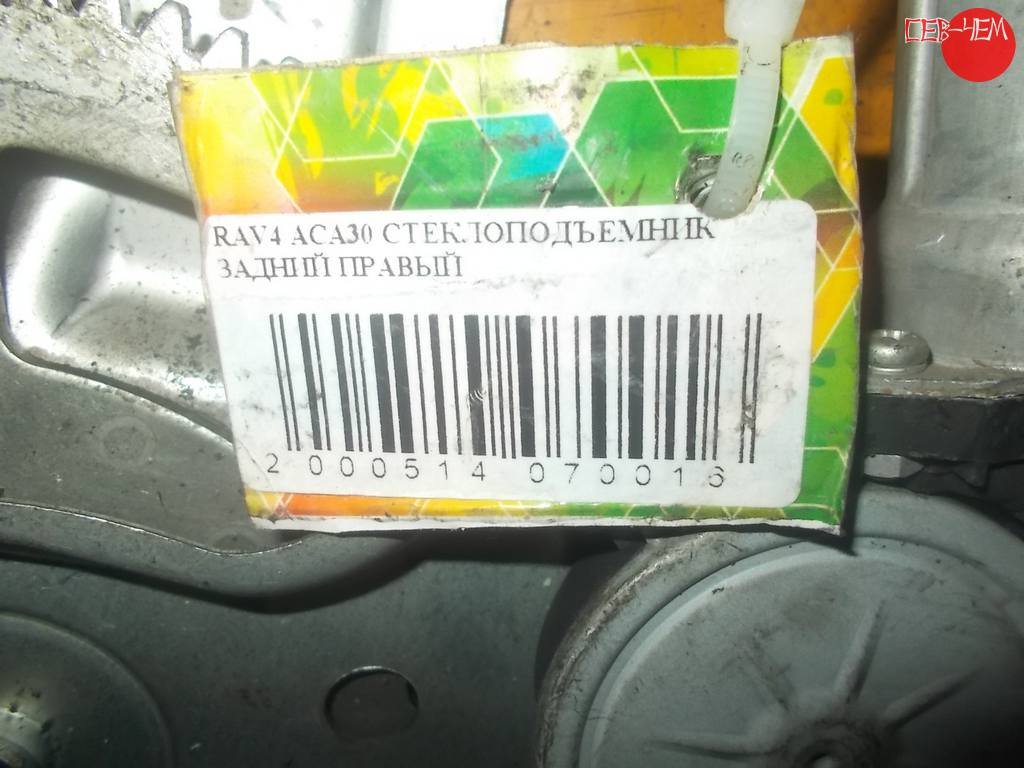 СЕВ-ЧЕМ
RAV4 ACA30 СТЕКЛОПОДЪЕМНИК
ЗАДНИЙ ПРАВЫЙ
2 000514 070016